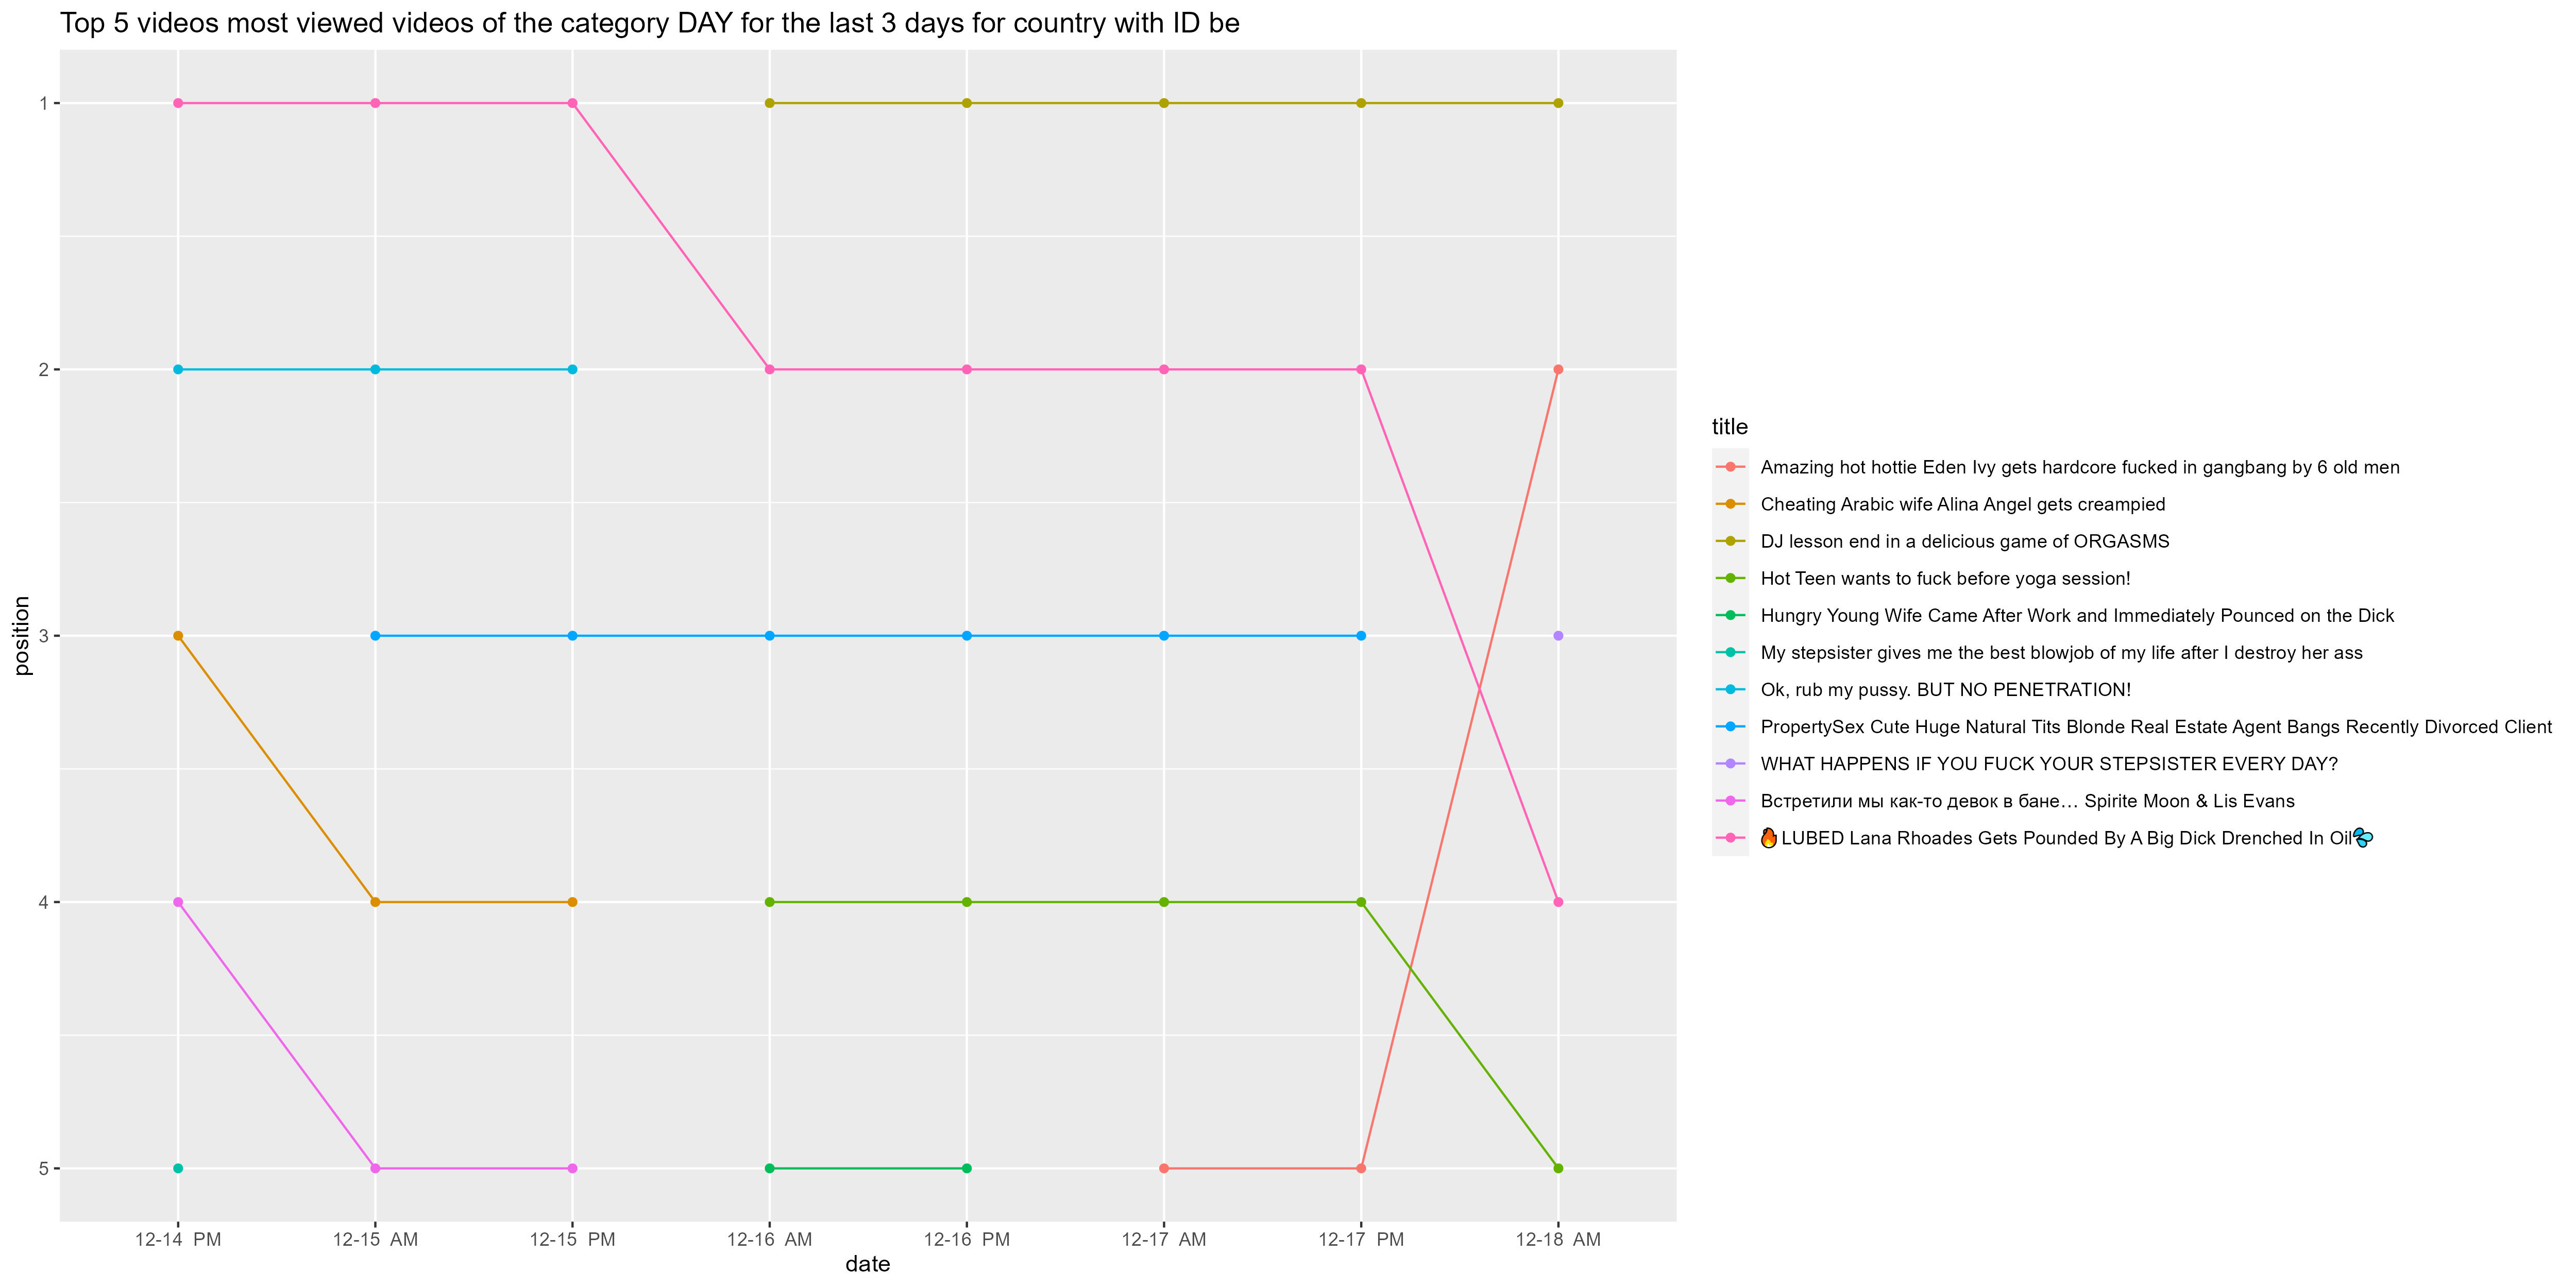 Top 5 videos most viewed videos of the category DAY for the last 3 days for country with ID be
1
2
3
4
5
position
12-14 PM
12-15 AM
12-15 PM
12-16 AM
12-16 PM
12-17 AM
12-17 PM
12-18 AM
date
title
Amazing hot hottie Eden Ivy gets hardcore fucked in gangbang by 6 old men
Cheating Arabic wife Alina Angel gets creampied
DJ lesson end in a delicious game of ORGASMS
Hot Teen wants to fuck before yoga session!
Hungry Young Wife Came After Work and Immediately Pounced on the Dick
My stepsister gives me the best blowjob of my life after I destroy her ass
Ok, rub my pussy. BUT NO PENETRATION!
PropertySex Cute Huge Natural Tits Blonde Real Estate Agent Bangs Recently Divorced Client
WHAT HAPPENS IF YOU FUCK YOUR STEPSISTER EVERY DAY?
Встретили мы как-то девок в бане… Spirite Moon & Lis Evans
🔥LUBED Lana Rhoades Gets Pounded By A Big Dick Drenched In Oil💦